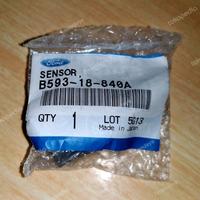 Ford
SENSOR
B593-18-840A
QTY 1 LOT 5G13
Made in Japan